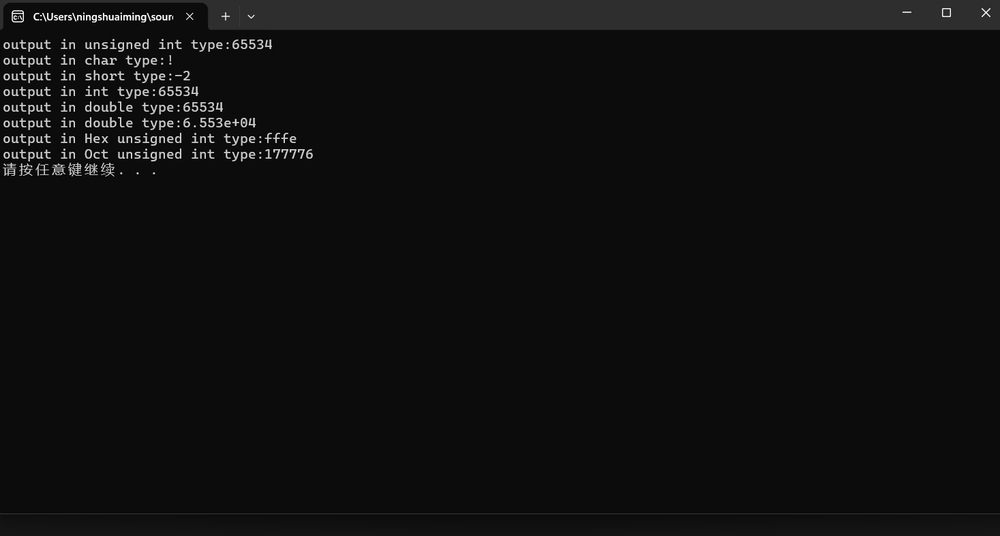 C:\Users\ningshuaiming\sour
output in unsigned int type:65534
output in char type:!
output in short type:-2
output in int type:65534
output in double type:65534
output in double type:6.553e+04
output in Hex unsigned int type:fffe
output in Oct unsigned int type:177776
请按任意键继续. . .